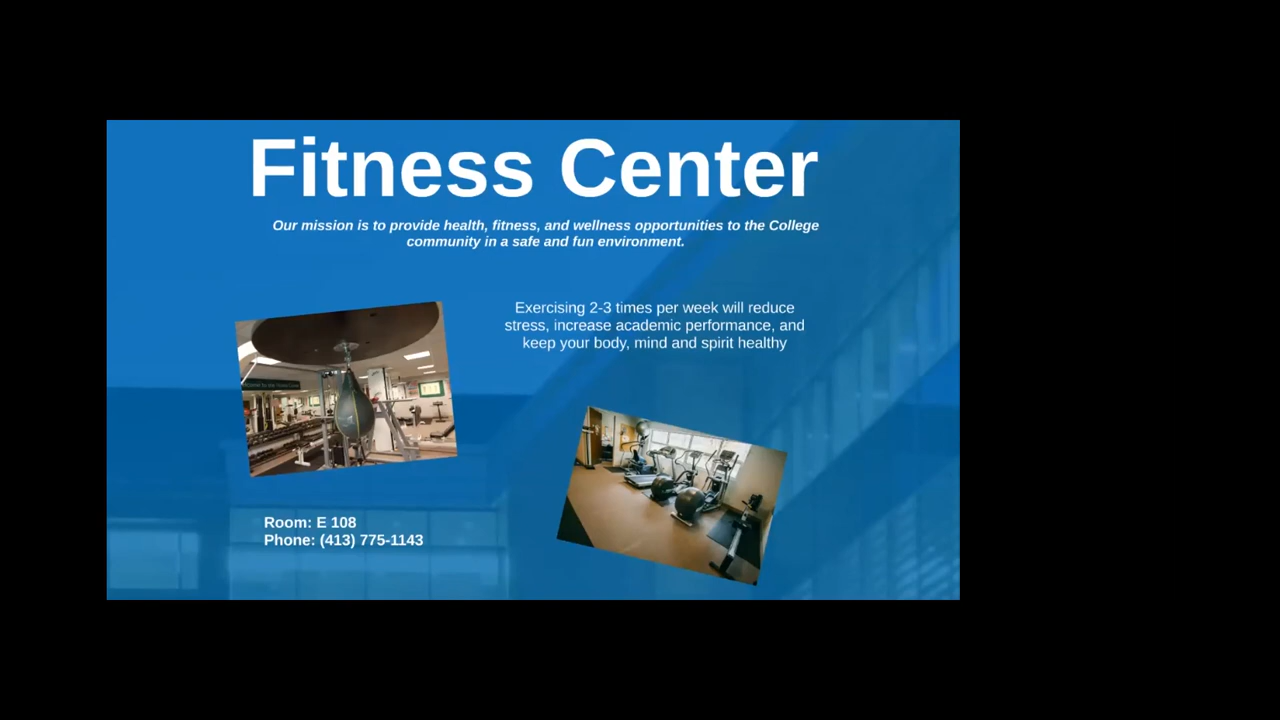 Fitness Center
Our mission is to provide health, fitness, and wellness opportunities to the College
community in a safe and fun environment.
Exercising 2-3 times per week will reduce
stress, increase academic performance, and
keep your body, mind and spirit healthy
Room: E 108
Phone: (413) 775-1143